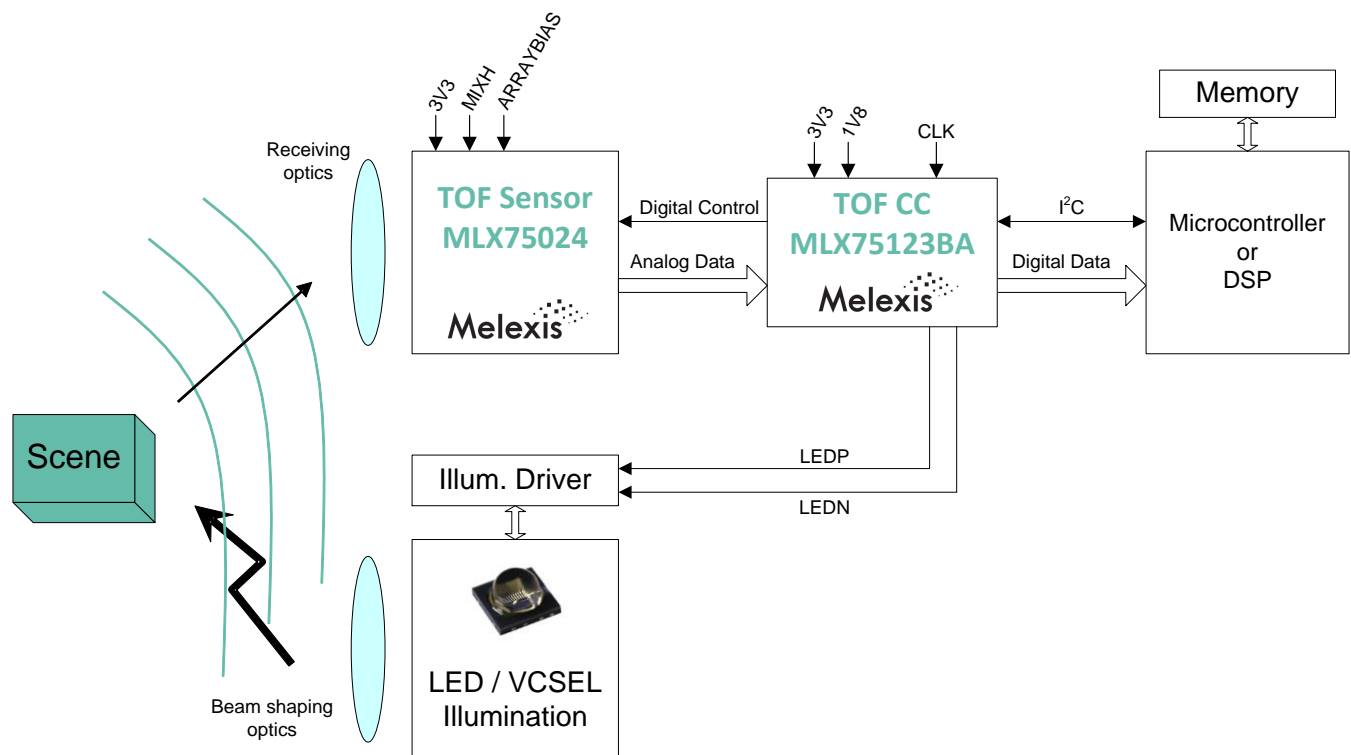 3V3
MIXH
ARRAYBIAS
3V3
1V8
CLK
Memory
Receiving
optics
TOF Sensor
MLX75024
Melexis
Digital Control
Analog Data
TOF CC
MLX75123BA
Melexis
I²C
Digital Data
Microcontroller
or
DSP
Scene
Illum. Driver
LEDP
LEDN
LED / VCSEL
Illumination
Beam shaping
optics